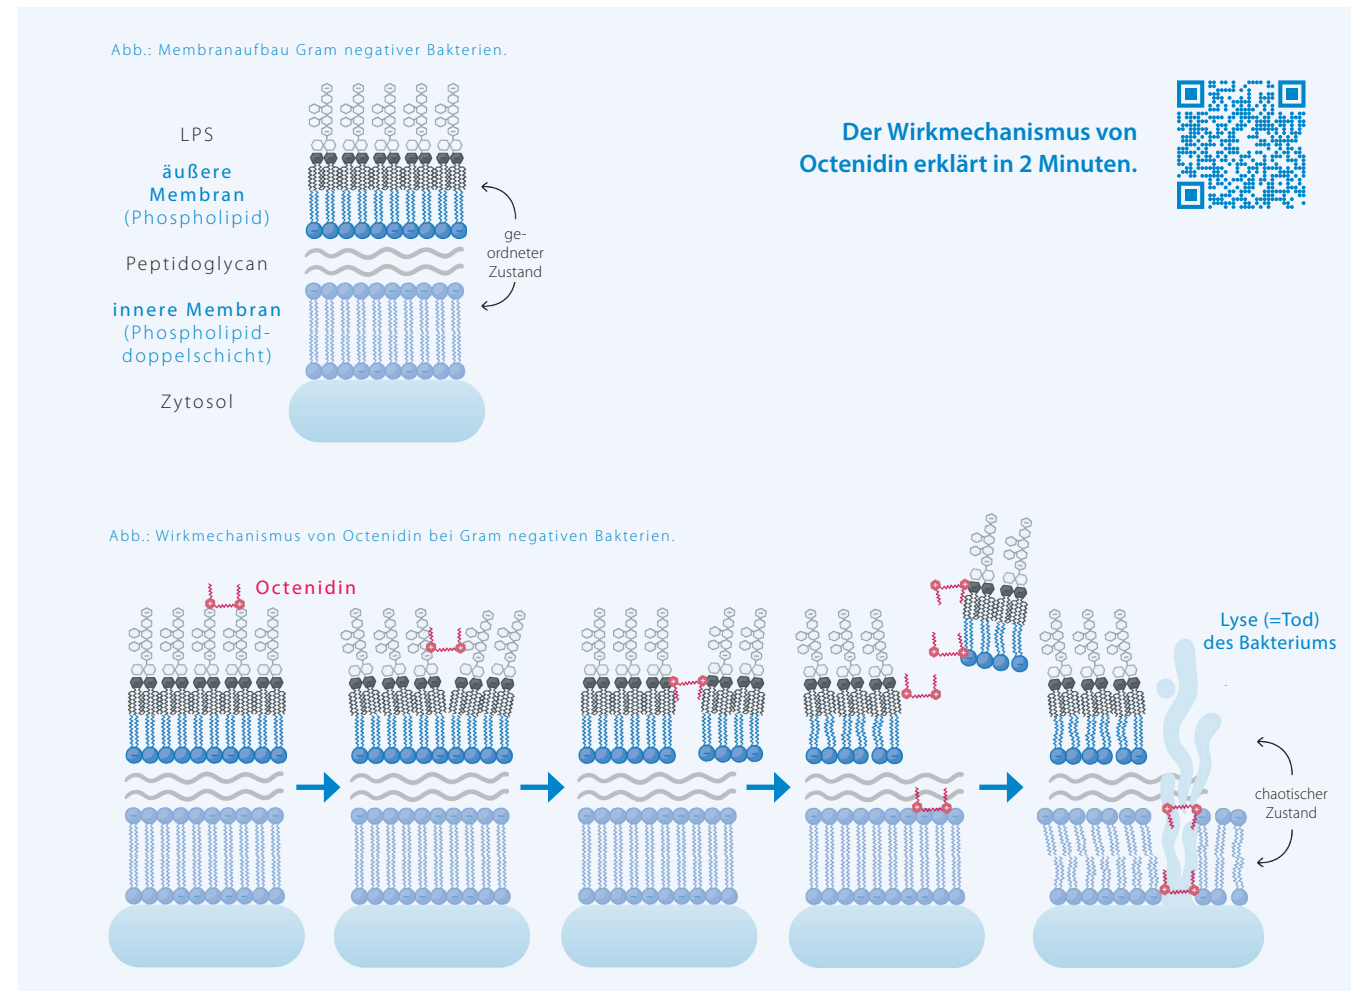 Abb.: Membranaufbau Gram negativer Bakterien.
LPS
äußere
Membran
(Phospholipid)
Peptidoglycan
innere Membran
(Phospholipid-
doppelschicht)
Zytosol
ge-
ordneter
Zustand
Der Wirkmechanismus von
Octenidin erklärt in 2 Minuten.
Abb.: Wirkmechanismus von Octenidin bei Gram negativen Bakterien.
Octenidin
Lyse (=Tod)
des Bakteriums
chaotischer
Zustand